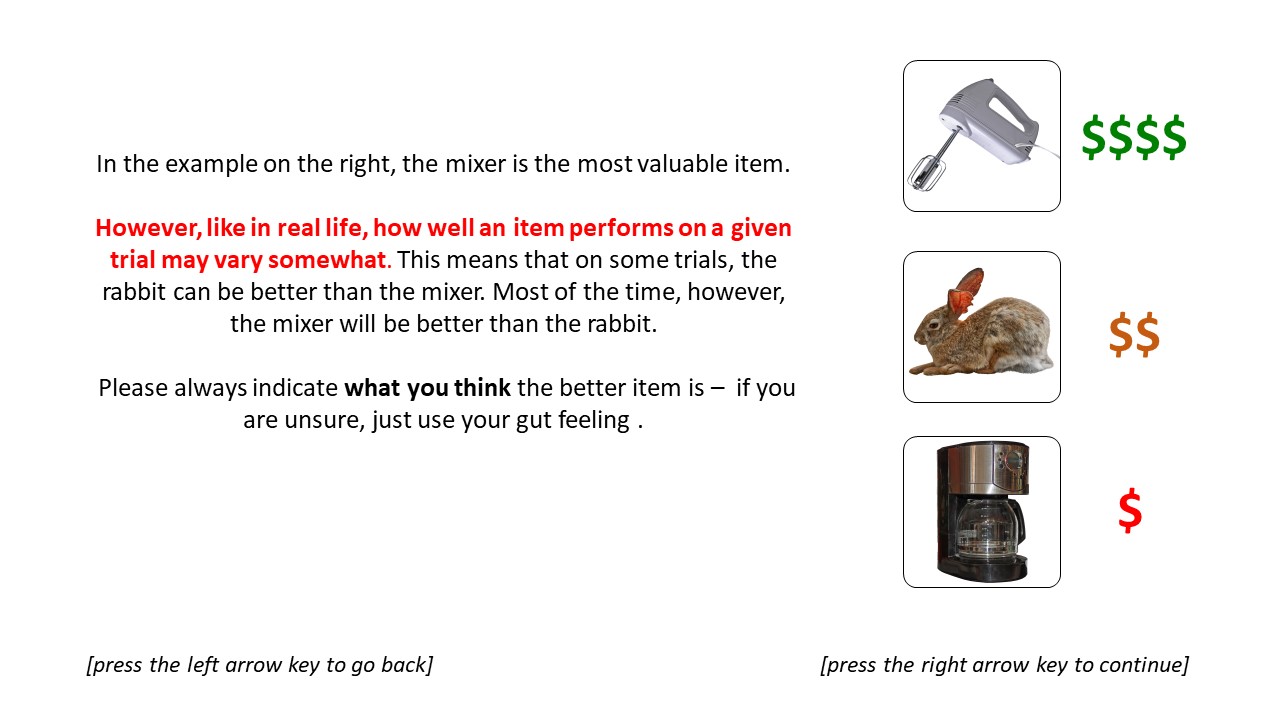 In the example on the right, the mixer is the most valuable item.
However, like in real life, how well an item performs on a given
trial may vary somewhat. This means that on some trials, the
rabbit can be better than the mixer. Most of the time, however,
the mixer will be better than the rabbit.
Please always indicate what you think the better item is – if you
are unsure, just use your gut feeling .
$$$$
$$
$
[press the left arrow key to go back]
[press the right arrow key to continue]